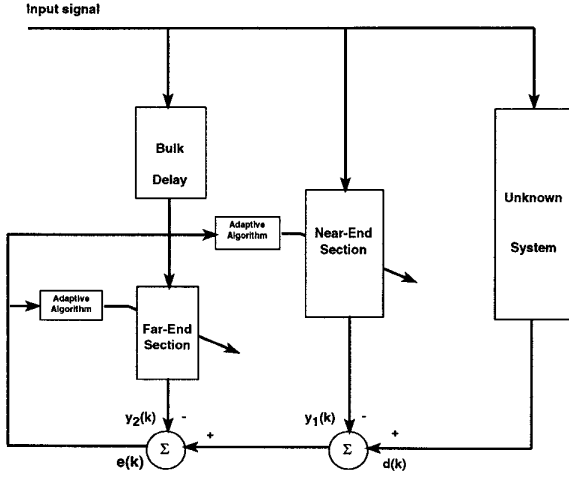 Input signal
Bulk
Delay
Adaptive
Algorithm
Near-End
Section
Unknown
System
Adaptive
Algorithm
Far-End
Section
y2(k)
-
y1(k)
-
+
+
Σ
Σ
e(k)
d(k)